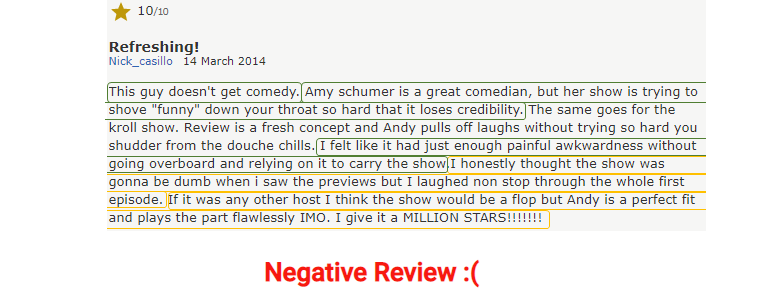 10/10
Refreshing!
Nick_casillo 14 March 2014
This guy doesn't get comedy. Amy schumer is a great comedian, but her show is trying to
shove "funny" down your throat so hard that it loses credibility. The same goes for the
kroll show. Review is a fresh concept and Andy pulls off laughs without trying so hard you
shudder from the douche chills. I felt like it had just enough painful awkwardness without
going overboard and relying on it to carry the show I honestly thought the show was
gonna be dumb when i saw the previews but I laughed non stop through the whole first
episode. If it was any other host I think the show would be a flop but Andy is a perfect fit
and plays the part flawlessly IMO. I give it a MILLION STARS!!!!!!!
Negative Review :(